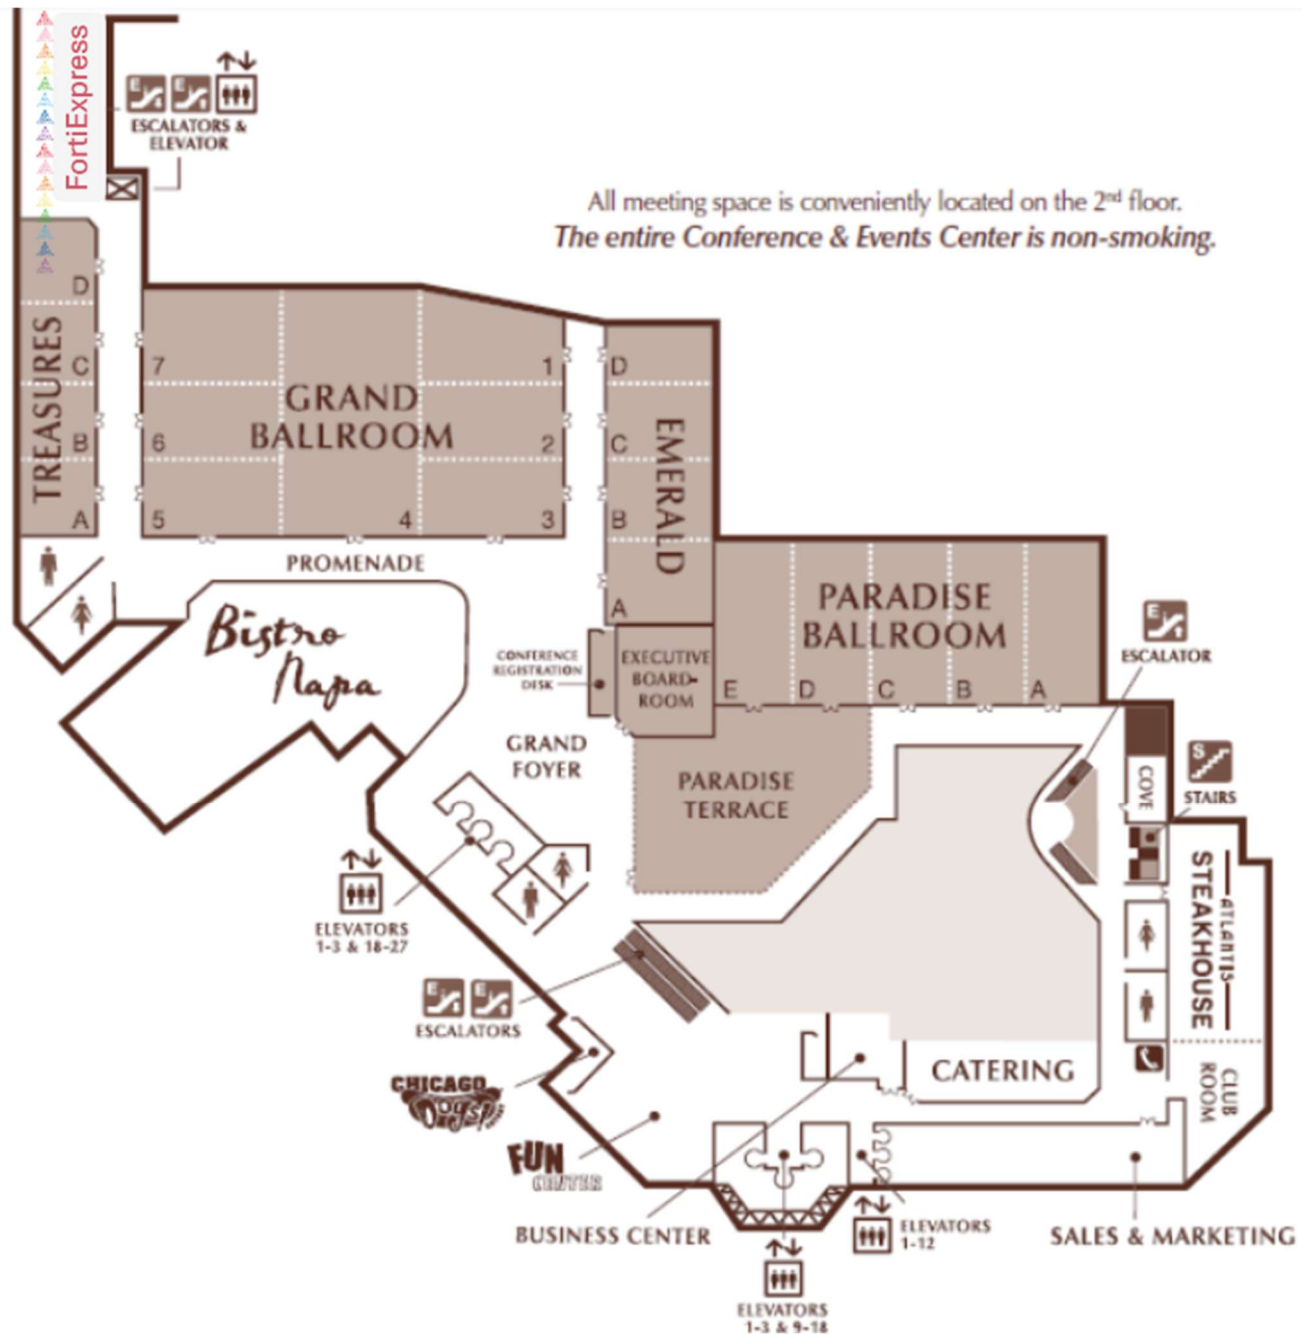 FortiExpress
ESCALATORS &
ELEVATOR
All meeting space is conveniently located on the 2nd floor.
The entire Conference & Events Center is non-smoking.
TREASURES
D
C
B
A
GRAND
BALLROOM
7
6
5
4
3
2
1
EMERALD
D
C
B
A
PROMENADE
Bistro
Napa
CONFERENCE
REGISTRATION
DESK
EXECUTIVE
BOARD-
ROOM
PARADISE
BALLROOM
E
D
C
B
A
E
ESCALATOR
GRAND
FOYER
PARADISE
TERRACE
COVE
S
STAIRS
ELEVATORS
1-3 & 18-27
E
E
ESCALATORS
ATLANTIS
STEAKHOUSE
CLUB
ROOM
CATERING
CHICAGO
Dogs
FUN
CENTER
BUSINESS CENTER
ELEVATORS
1-12
SALES & MARKETING
ELEVATORS
1-3 & 9-18